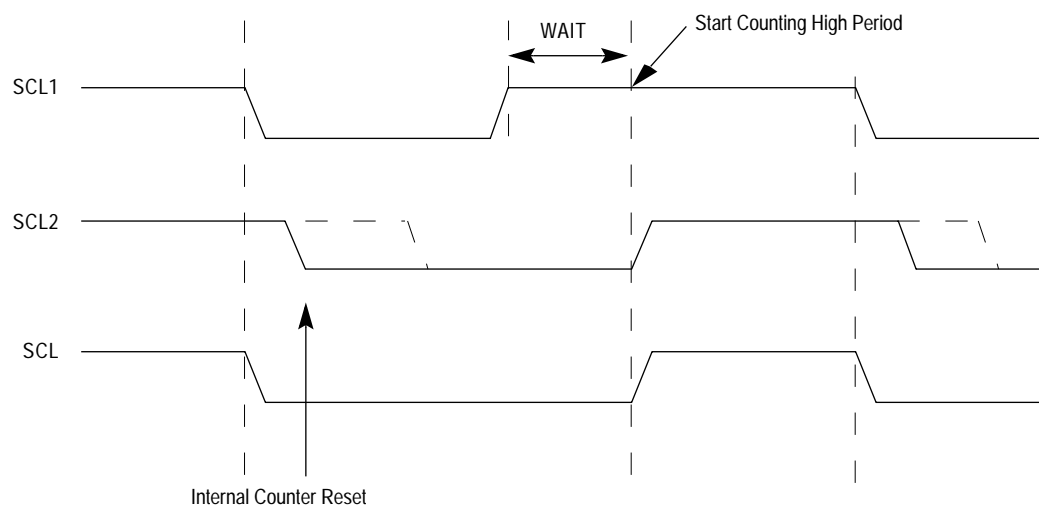 WAIT
Start Counting High Period
SCL1
SCL2
SCL
Internal Counter Reset